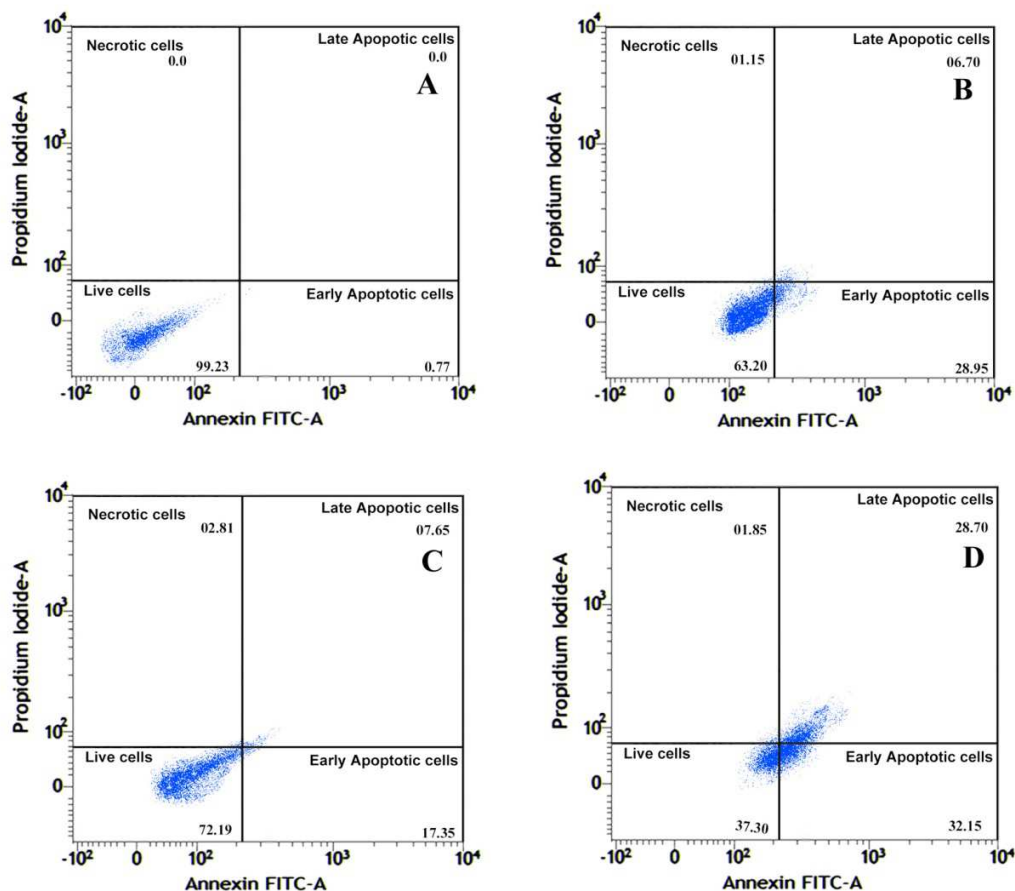 10^4
Necrotic cells
0.0
Late Apopotic cells
0.0
A
10^3
10^2
0
Propidium Iodide-A
Live cells
Early Apoptotic cells
99.23
0.77
-10^2 0 10^2 10^3 10^4
Annexin FITC-A
10^4
Necrotic cells
01.15
Late Apopotic cells
06.70
B
10^3
10^2
0
Propidium Iodide-A
Live cells
Early Apoptotic cells
63.20
28.95
-10^2 0 10^2 10^3 10^4
Annexin FITC-A
10^4
Necrotic cells
02.81
Late Apopotic cells
07.65
C
10^3
10^2
0
Propidium Iodide-A
Live cells
Early Apoptotic cells
72.19
17.35
-10^2 0 10^2 10^3 10^4
Annexin FITC-A
10^4
Necrotic cells
01.85
Late Apopotic cells
28.70
D
10^3
10^2
0
Propidium Iodide-A
Live cells
Early Apoptotic cells
37.30
32.15
-10^2 0 10^2 10^3 10^4
Annexin FITC-A